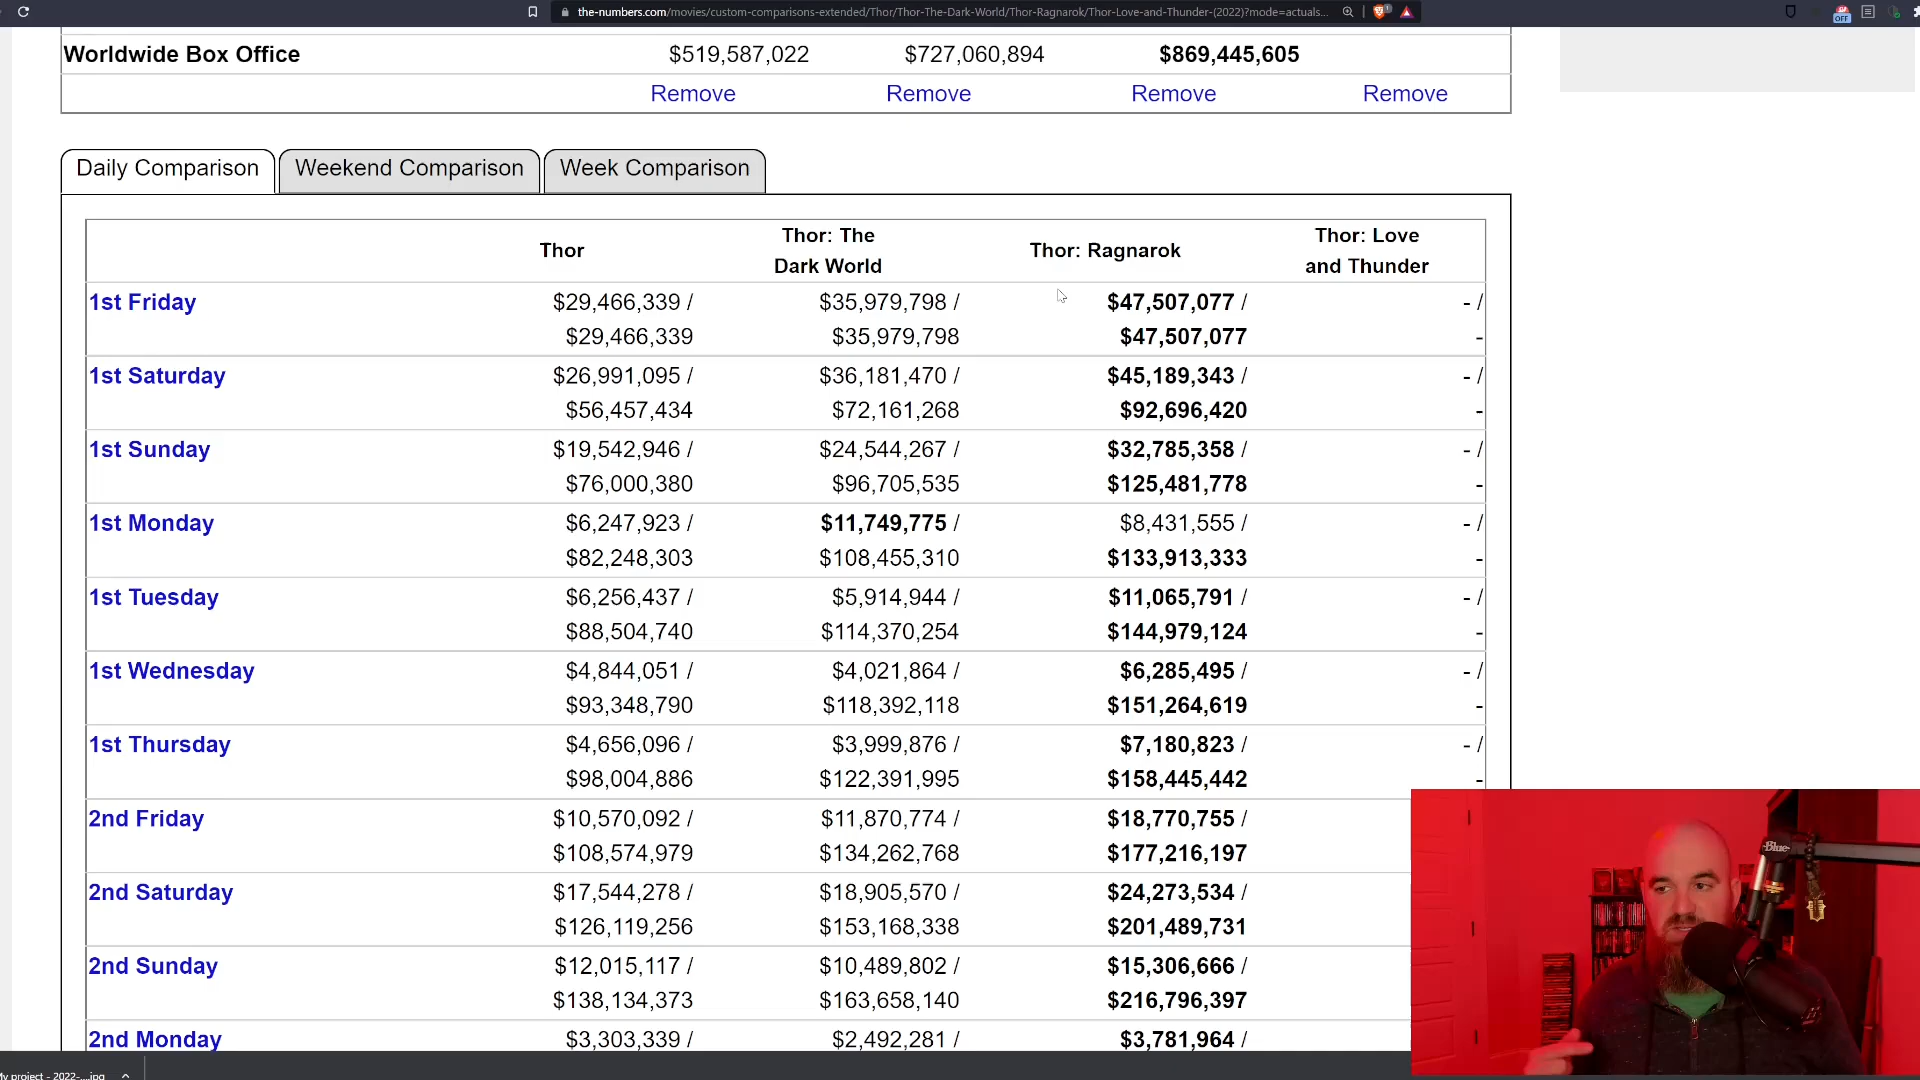 the-numbers.com/movies/custom-comparisons-extended/Thor/Thor-The-Dark-World/Thor-Ragnarok/Thor-Love-and-Thunder-(2022)?mode=actuals...
1
OFF
Worldwide Box Office $519,587,022 $727,060,894 $869,445,605
Remove Remove Remove Remove
Daily Comparison Weekend Comparison Week Comparison
Thor Thor: The Dark World Thor: Ragnarok Thor: Love and Thunder
1st Friday $29,466,339 / $35,979,798 / $47,507,077 / - /
$29,466,339 $35,979,798 $47,507,077 -
1st Saturday $26,991,095 / $36,181,470 / $45,189,343 / - /
$56,457,434 $72,161,268 $92,696,420 -
1st Sunday $19,542,946 / $24,544,267 / $32,785,358 / - /
$76,000,380 $96,705,535 $125,481,778 -
1st Monday $6,247,923 / $11,749,775 / $8,431,555 / - /
$82,248,303 $108,455,310 $133,913,333 -
1st Tuesday $6,256,437 / $5,914,944 / $11,065,791 / - /
$88,504,740 $114,370,254 $144,979,124 -
1st Wednesday $4,844,051 / $4,021,864 / $6,285,495 / - /
$93,348,790 $118,392,118 $151,264,619 -
1st Thursday $4,656,096 / $3,999,876 / $7,180,823 / - /
$98,004,886 $122,391,995 $158,445,442 -
2nd Friday $10,570,092 / $11,870,774 / $18,770,755 /
$108,574,979 $134,262,768 $177,216,197
2nd Saturday $17,544,278 / $18,905,570 / $24,273,534 /
$126,119,256 $153,168,338 $201,489,731
2nd Sunday $12,015,117 / $10,489,802 / $15,306,666 /
$138,134,373 $163,658,140 $216,796,397
2nd Monday $3,303,339 / $2,492,281 / $3,781,964 /
My project - 2022-....jpg
Blue